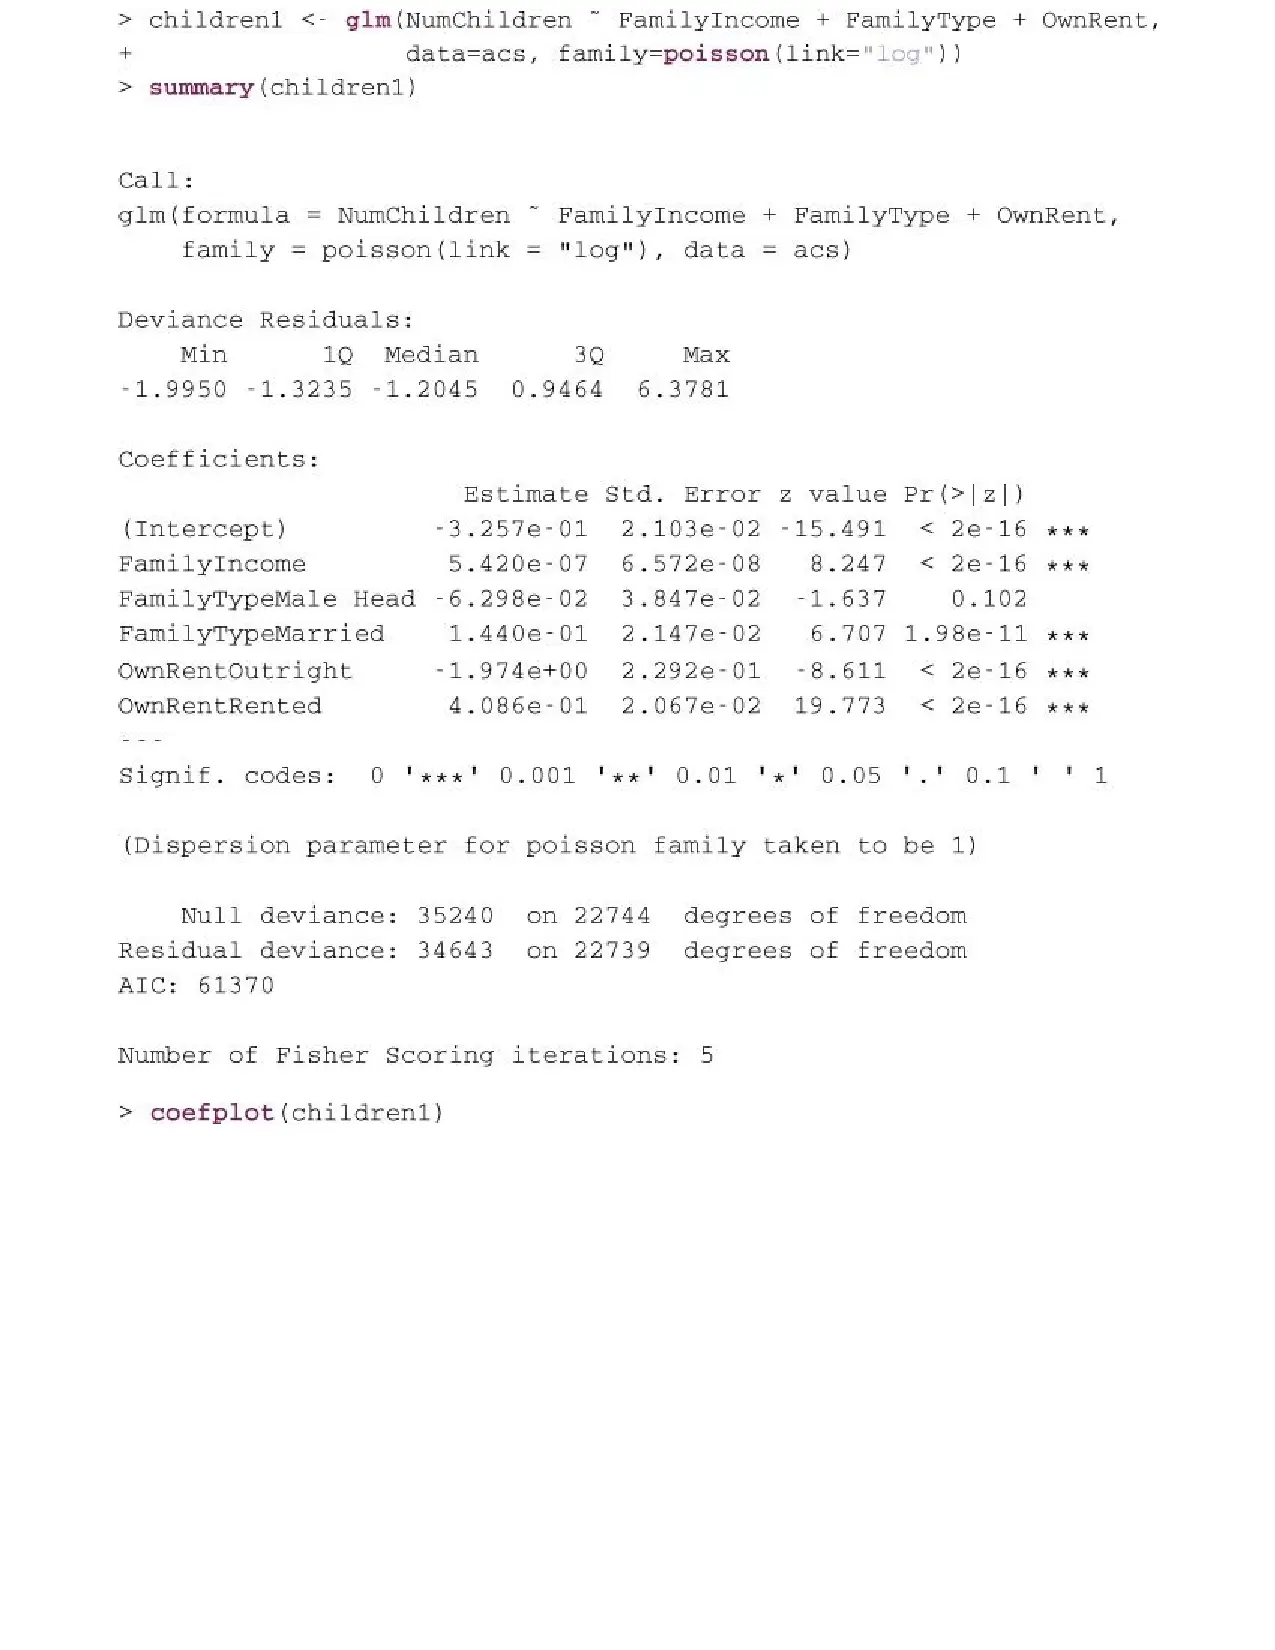 > children1 <- glm(NumChildren ~ FamilyIncome + FamilyType + OwnRent,
+                  data=acs, family=poisson(link="log"))
> summary(children1)
Call:
glm(formula = NumChildren ~ FamilyIncome + FamilyType + OwnRent,
    family = poisson(link = "log"), data = acs)
Deviance Residuals:
    Min      1Q  Median      3Q     Max
-1.9950 -1.3235 -1.2045  0.9464  6.3781
Coefficients:
                      Estimate Std. Error z value Pr(>|z|)
(Intercept)         -3.257e-01  2.103e-02 -15.491  < 2e-16 ***
FamilyIncome         5.420e-07  6.572e-08   8.247  < 2e-16 ***
FamilyTypeMale Head -6.298e-02  3.847e-02  -1.637    0.102
FamilyTypeMarried    1.440e-01  2.147e-02   6.707 1.98e-11 ***
OwnRentOutright     -1.974e+00  2.292e-01  -8.611  < 2e-16 ***
OwnRentRented        4.086e-01  2.067e-02  19.773  < 2e-16 ***
---
Signif. codes:  0 '***' 0.001 '**' 0.01 '*' 0.05 '.' 0.1 ' ' 1
(Dispersion parameter for poisson family taken to be 1)
    Null deviance: 35240  on 22744  degrees of freedom
Residual deviance: 34643  on 22739  degrees of freedom
AIC: 61370
Number of Fisher Scoring iterations: 5
> coefplot(children1)